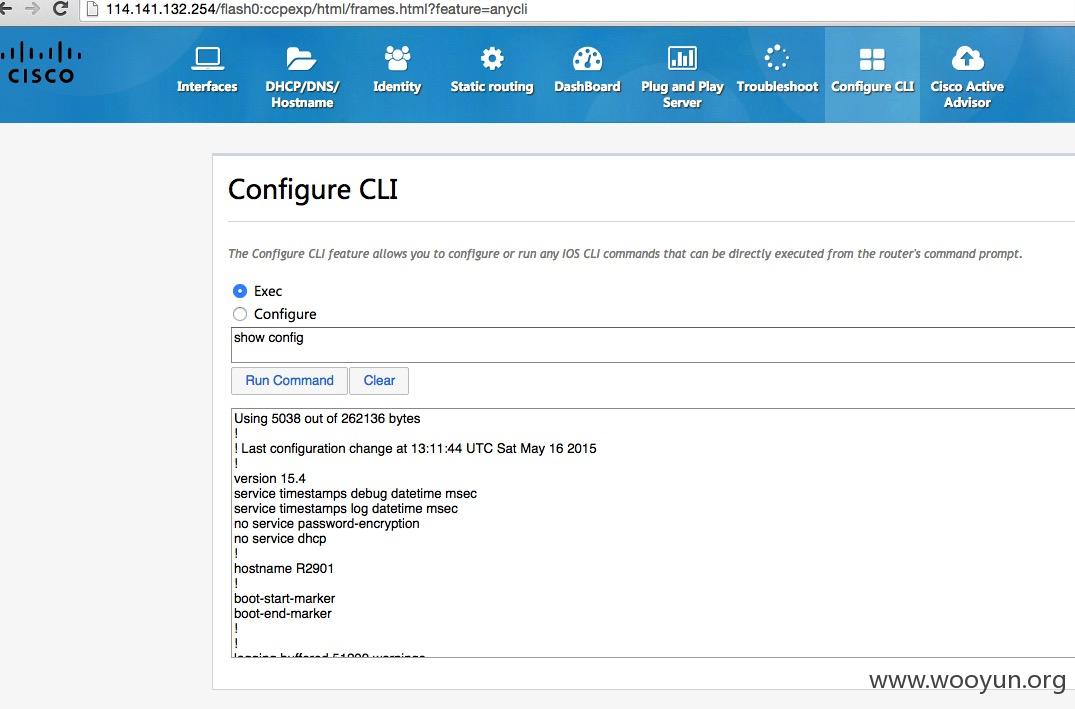 114.141.132.254/flash0:ccpexp/html/frames.html?feature=anycli
CISCO
Interfaces
DHCP/DNS/
Hostname
Identity
Static routing
DashBoard
Plug and Play
Server
Troubleshoot
Configure CLI
Cisco Active
Advisor
Configure CLI
The Configure CLI feature allows you to configure or run any IOS CLI commands that can be directly executed from the router's command prompt.
Exec
Configure
show config
Run Command
Clear
Using 5038 out of 262136 bytes
!
! Last configuration change at 13:11:44 UTC Sat May 16 2015
!
version 15.4
service timestamps debug datetime msec
service timestamps log datetime msec
no service password-encryption
no service dhcp
!
hostname R2901
!
boot-start-marker
boot-end-marker
!
!
www.wooyun.org